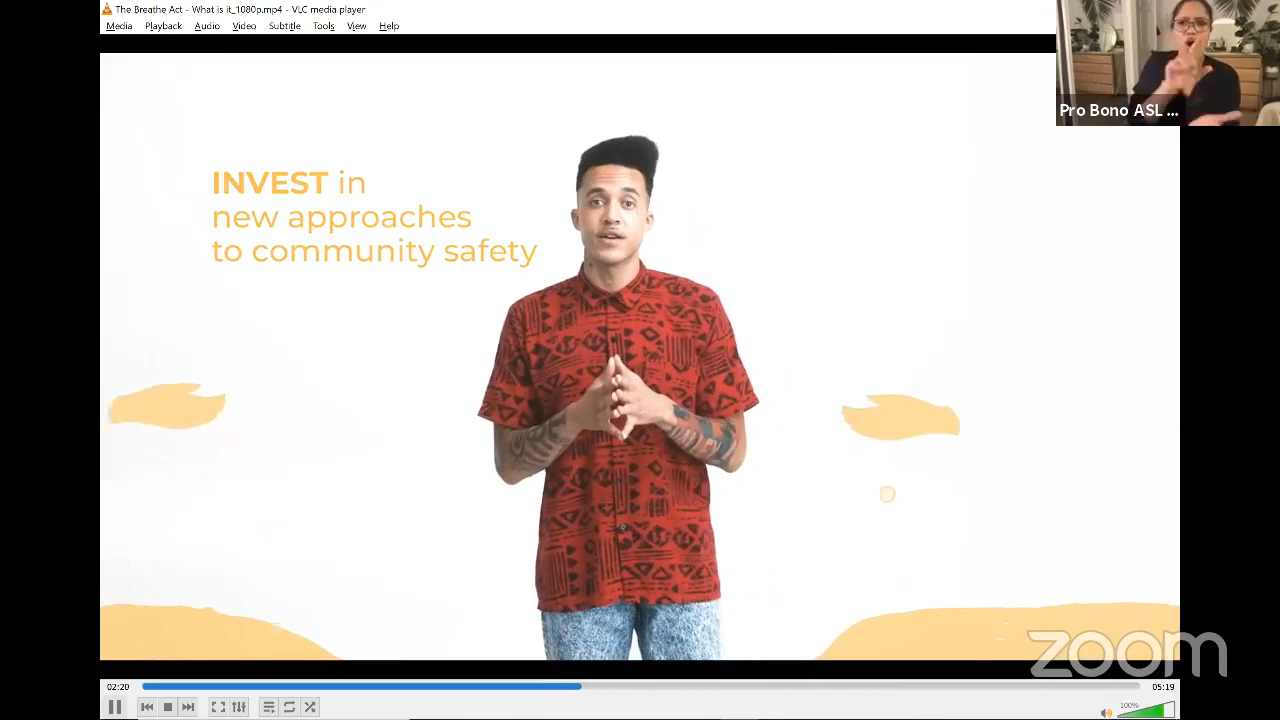 The Breathe Act - What is it_1080p.mp4 - VLC media player
Media Playback Audio Video Subtitle Tools View Help
Pro Bono ASL ...
INVEST in
new approaches
to community safety
zoom
02:20
05:19
100%